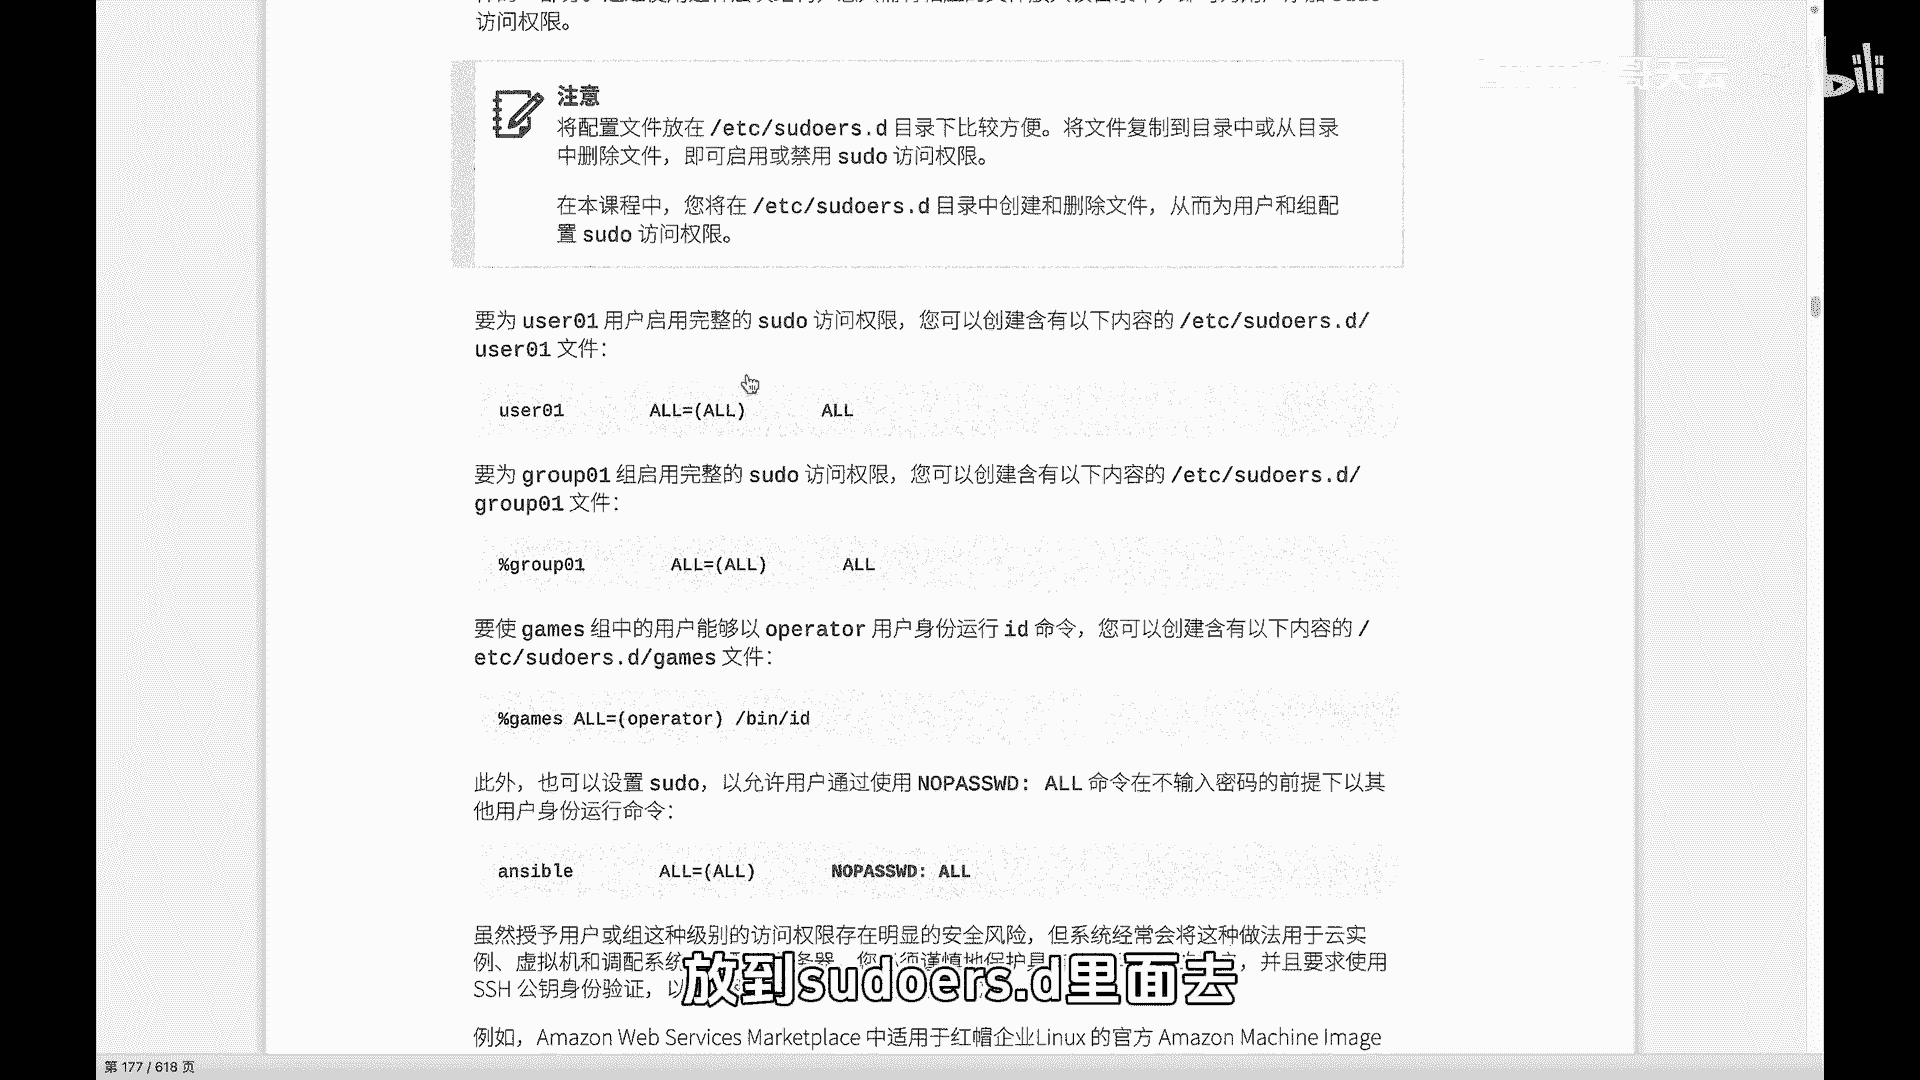 访问权限。
哥天云
bili
注意
将配置文件放在 /etc/sudoers.d 目录下比较方便。将文件复制到目录中或从目录
中删除文件，即可启用或禁用 sudo 访问权限。
在本课程中，您将在 /etc/sudoers.d 目录中创建和删除文件，从而为用户和组配
置 sudo 访问权限。
要为 user01 用户启用完整的 sudo 访问权限，您可以创建含有以下内容的 /etc/sudoers.d/
user01 文件：
user01 ALL=(ALL) ALL
要为 group01 组启用完整的 sudo 访问权限，您可以创建含有以下内容的 /etc/sudoers.d/
group01 文件：
%group01 ALL=(ALL) ALL
要使 games 组中的用户能够以 operator 用户身份运行 id 命令，您可以创建含有以下内容的 /
etc/sudoers.d/games 文件：
%games ALL=(operator) /bin/id
此外，也可以设置 sudo，以允许用户通过使用 NOPASSWD: ALL 命令在不输入密码的前提下以其
他用户身份运行命令：
ansible ALL=(ALL) NOPASSWD: ALL
虽然授予用户或组这种级别的访问权限存在明显的安全风险，但系统经常会将这种做法用于云实
例、虚拟机和调配系统 务器。您必须谨慎地保护具 ，并且要求使用
SSH 公钥身份验证，以
放到sudoers.d里面去
例如，Amazon Web Services Marketplace 中适用于红帽企业Linux 的官方 Amazon Machine Image
第 177 / 618 页